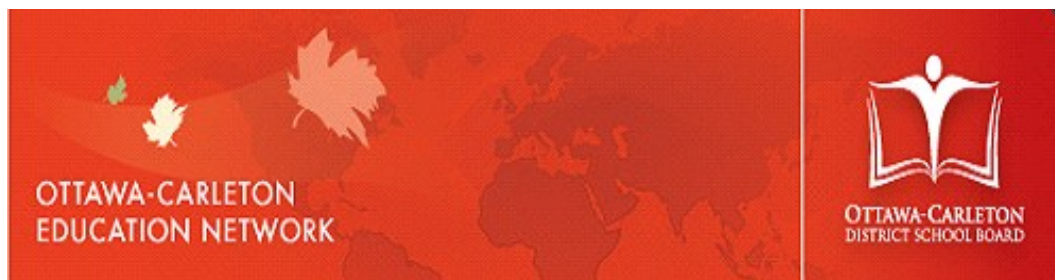 OTTAWA-CARLETON
EDUCATION NETWORK
OTTAWA-CARLETON
DISTRICT SCHOOL BOARD